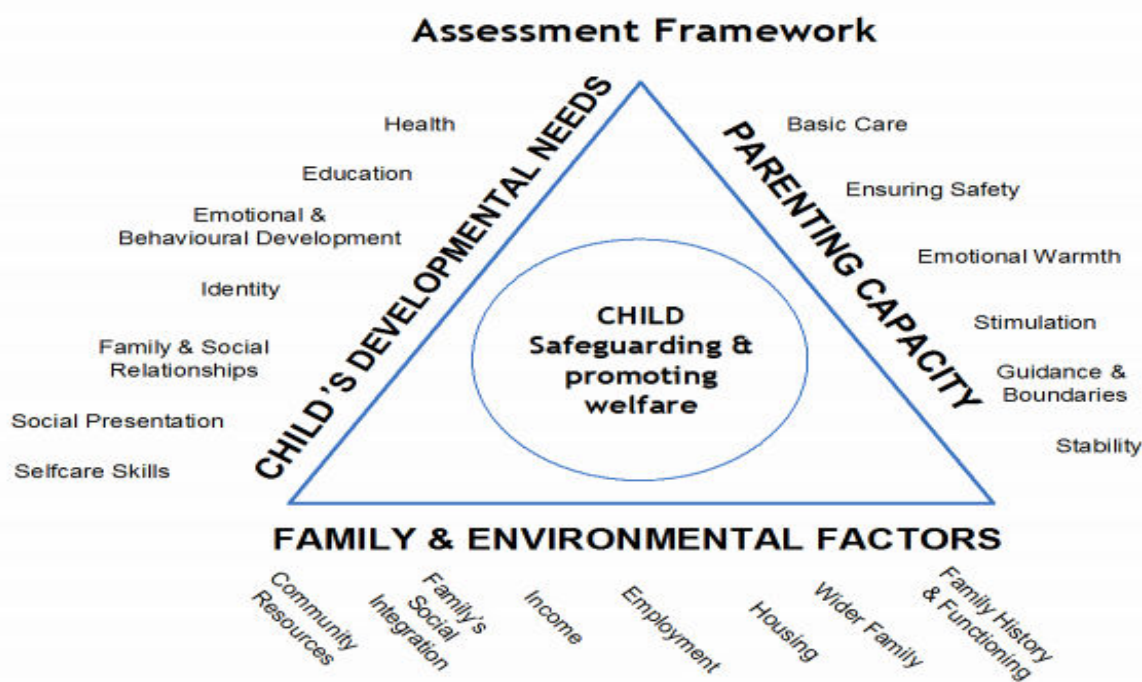 Assessment Framework
CHILD'S DEVELOPMENTAL NEEDS
Health
Education
Emotional &
Behavioural Development
Identity
Family & Social
Relationships
Social Presentation
Selfcare Skills
PARENTING CAPACITY
Basic Care
Ensuring Safety
Emotional Warmth
Stimulation
Guidance &
Boundaries
Stability
CHILD
Safeguarding &
promoting
welfare
FAMILY & ENVIRONMENTAL FACTORS
Community
Resources
Family's
Social
Integration
Income
Employment
Housing
Wider Family
Family History
& Functioning